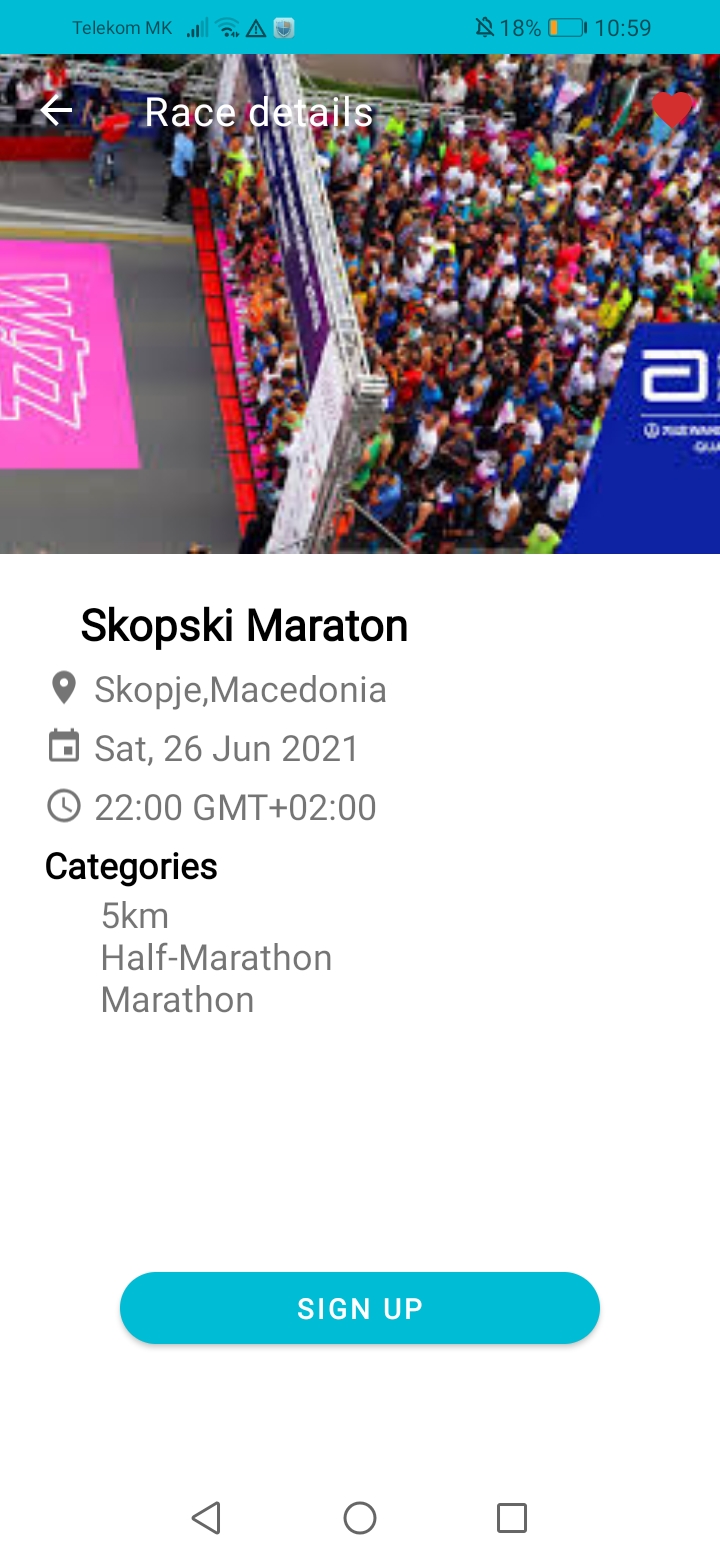 Telekom MK 18% 10:59
Race details
Wizz
Skopski Maraton
Skopje,Macedonia
Sat, 26 Jun 2021
22:00 GMT+02:00
Categories
5km
Half-Marathon
Marathon
SIGN UP